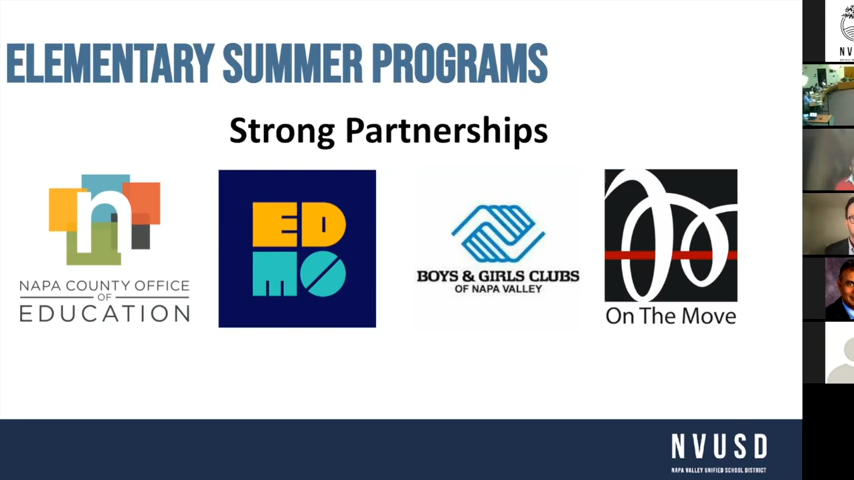 ELEMENTARY SUMMER PROGRAMS
Strong Partnerships
n
NAPA COUNTY OFFICE
OF
EDUCATION
ED
MO
BOYS & GIRLS CLUBS
OF NAPA VALLEY
On The Move
NVUSD
NAPA VALLEY UNIFIED SCHOOL DISTRICT
N V